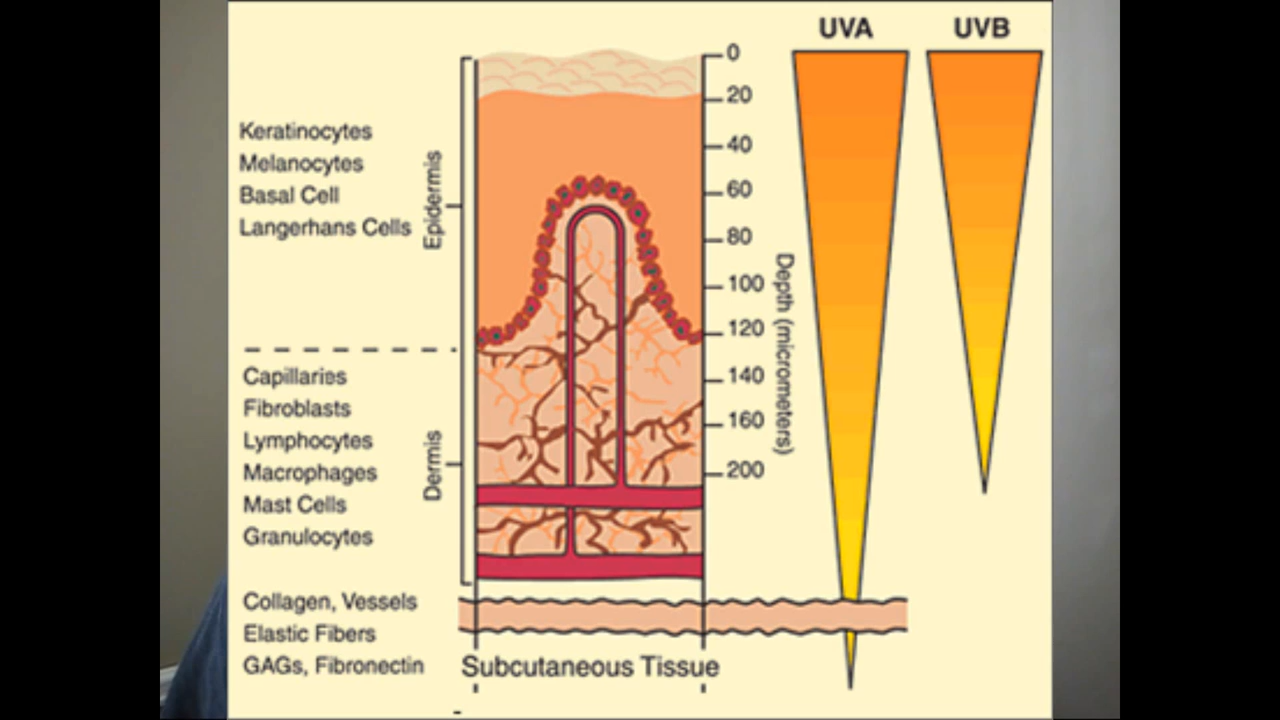 UVA
UVB
Keratinocytes
Melanocytes
Basal Cell
Langerhans Cells
Epidermis
Capillaries
Fibroblasts
Lymphocytes
Macrophages
Mast Cells
Granulocytes
Dermis
Collagen, Vessels
Elastic Fibers
GAGs, Fibronectin
Subcutaneous Tissue
0
20
40
60
80
100
120
140
160
200
Depth (micrometers)